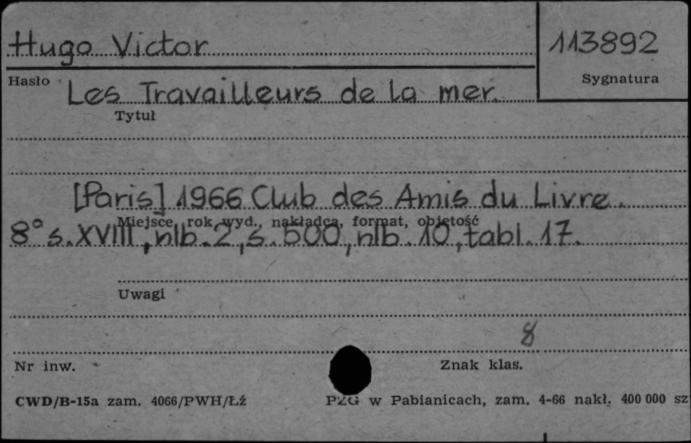 Hugo Victor 113892
Hasło Sygnatura
Les Travailleurs de la mer.
Tytuł
[Paris] 1966 Club des Amis du Livre.
Miejsce, rok wyd., nakładca, format, objętość
8° s. XVIII, nlb. 2, s. 500, nlb. 10, tabl. 17.
Uwagi
8
Nr inw. Znak klas.
CWD/B-15a zam. 4066/PWH/Łź PZG w Pabianicach, zam. 4-66 nakł. 400 000 sz